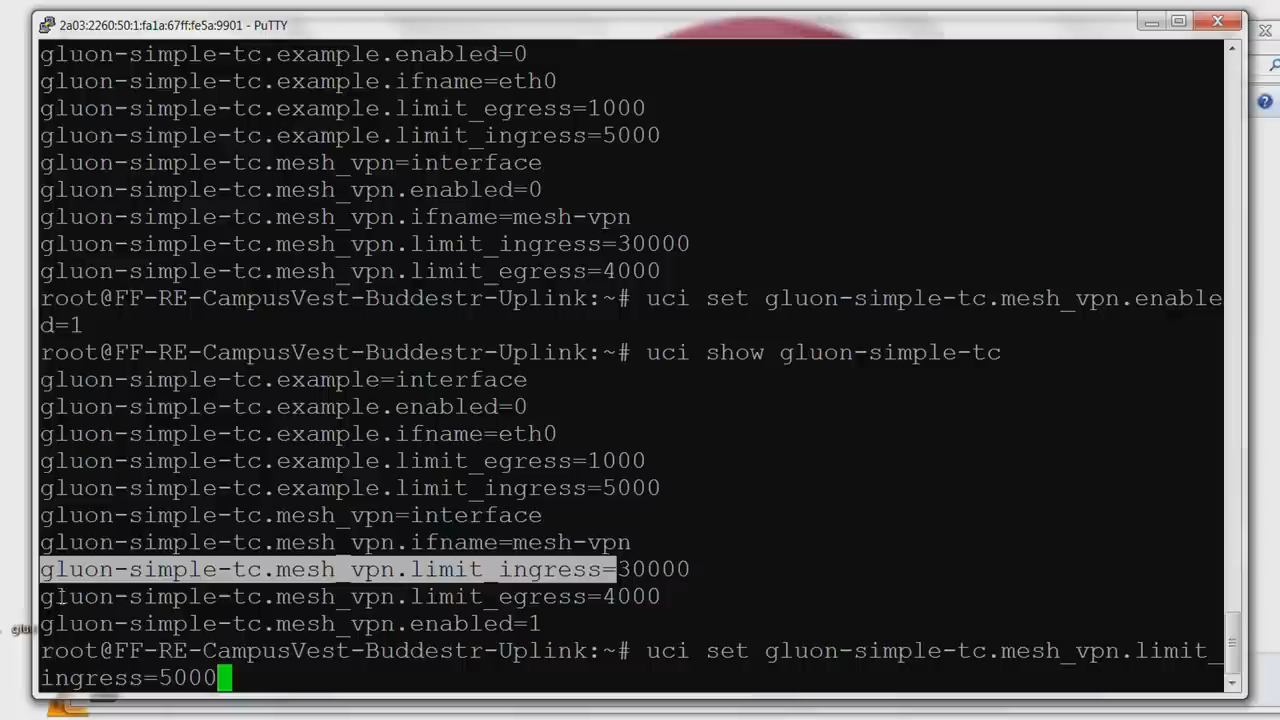 2a03:2260:50:1:fa1a:67ff:fe5a:9901 - PuTTY
gluon-simple-tc.example.enabled=0
gluon-simple-tc.example.ifname=eth0
gluon-simple-tc.example.limit_egress=1000
gluon-simple-tc.example.limit_ingress=5000
gluon-simple-tc.mesh_vpn=interface
gluon-simple-tc.mesh_vpn.enabled=0
gluon-simple-tc.mesh_vpn.ifname=mesh-vpn
gluon-simple-tc.mesh_vpn.limit_ingress=30000
gluon-simple-tc.mesh_vpn.limit_egress=4000
root@FF-RE-CampusVest-Buddestr-Uplink:~# uci set gluon-simple-tc.mesh_vpn.enable
d=1
root@FF-RE-CampusVest-Buddestr-Uplink:~# uci show gluon-simple-tc
gluon-simple-tc.example=interface
gluon-simple-tc.example.enabled=0
gluon-simple-tc.example.ifname=eth0
gluon-simple-tc.example.limit_egress=1000
gluon-simple-tc.example.limit_ingress=5000
gluon-simple-tc.mesh_vpn=interface
gluon-simple-tc.mesh_vpn.ifname=mesh-vpn
gluon-simple-tc.mesh_vpn.limit_ingress=30000
gluon-simple-tc.mesh_vpn.limit_egress=4000
gluon-simple-tc.mesh_vpn.enabled=1
root@FF-RE-CampusVest-Buddestr-Uplink:~# uci set gluon-simple-tc.mesh_vpn.limit_
ingress=5000